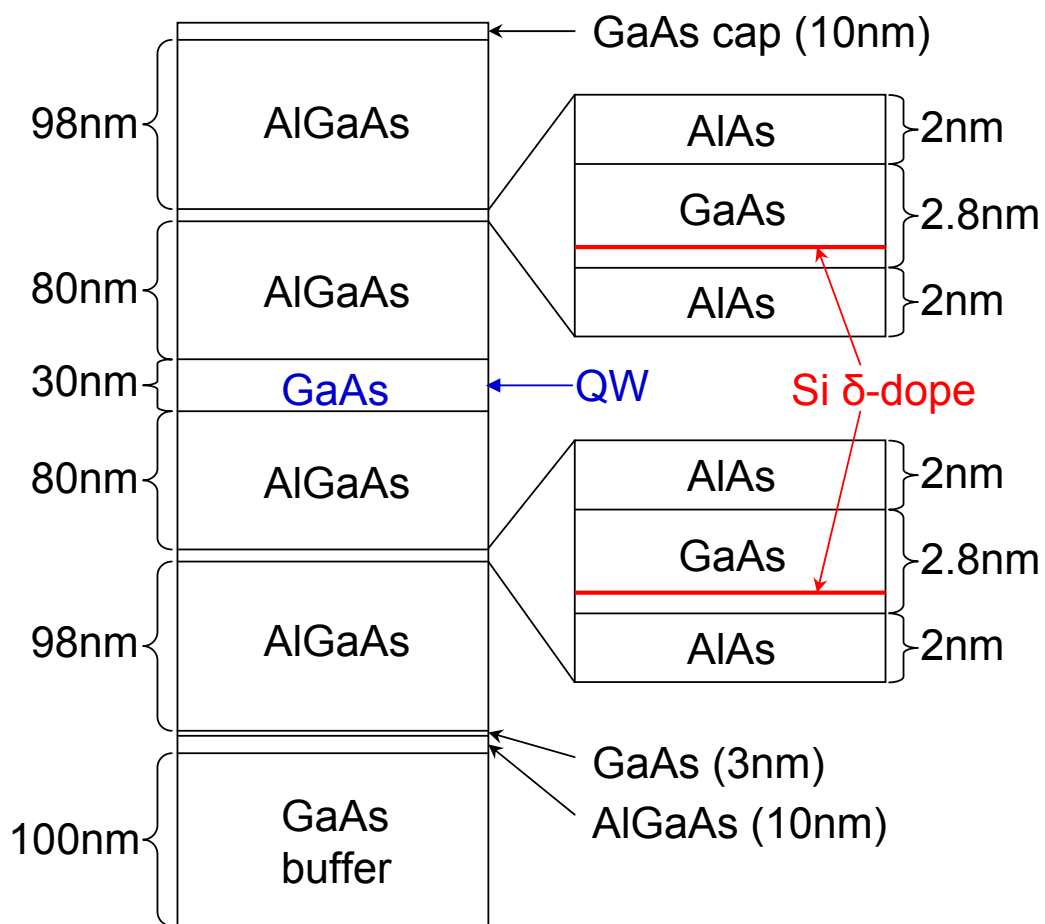 GaAs cap (10nm)
98nm
AlGaAs
AlAs
2nm
GaAs
2.8nm
80nm
AlGaAs
AlAs
2nm
30nm
GaAs
QW
Si δ-dope
80nm
AlGaAs
AlAs
2nm
GaAs
2.8nm
98nm
AlGaAs
AlAs
2nm
GaAs (3nm)
AlGaAs (10nm)
100nm
GaAs
buffer